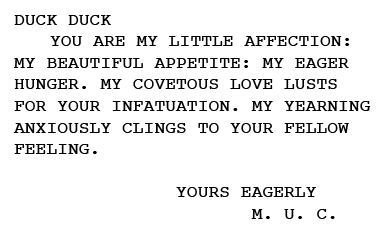 DUCK DUCK
YOU ARE MY LITTLE AFFECTION:
MY BEAUTIFUL APPETITE: MY EAGER
HUNGER. MY COVETOUS LOVE LUSTS
FOR YOUR INFATUATION. MY YEARNING
ANXIOUSLY CLINGS TO YOUR FELLOW
FEELING.
YOURS EAGERLY
M. U. C.